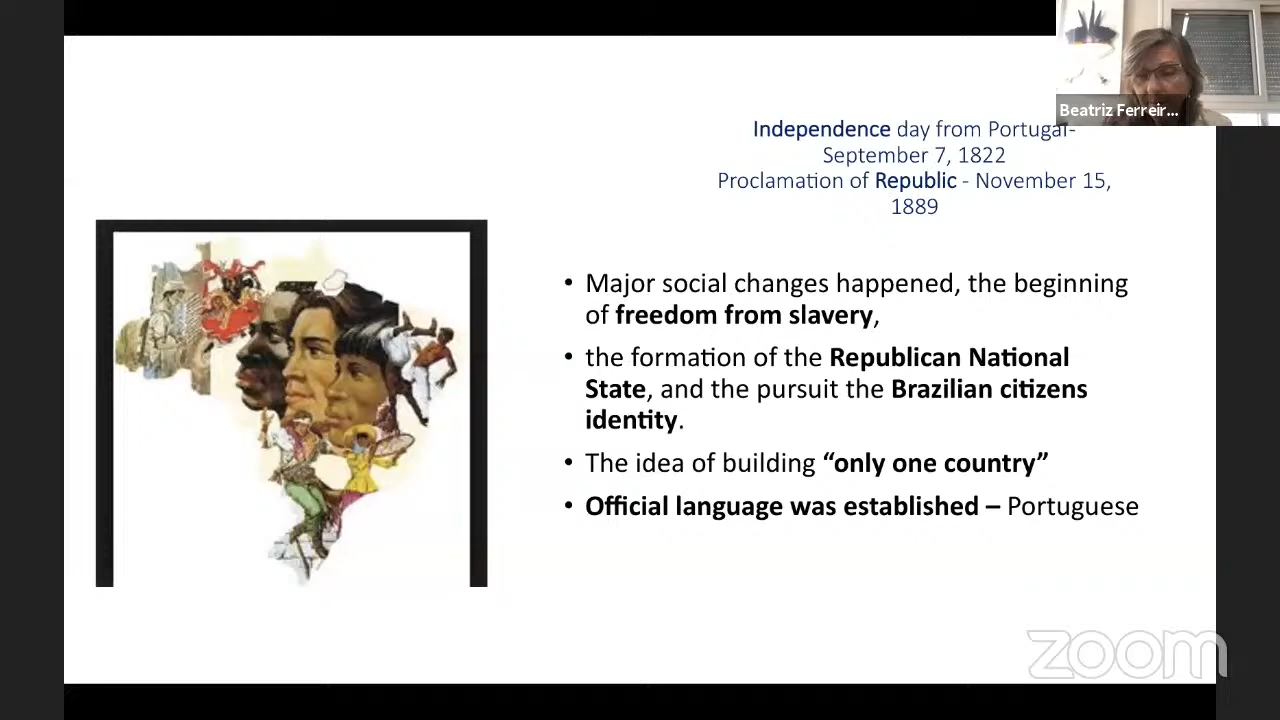 Beatriz Ferreir...
Independence day from Portugal-
September 7, 1822
Proclamation of Republic - November 15,
1889
• Major social changes happened, the beginning
of freedom from slavery,
• the formation of the Republican National
State, and the pursuit the Brazilian citizens
identity.
• The idea of building “only one country”
• Official language was established – Portuguese
zoom